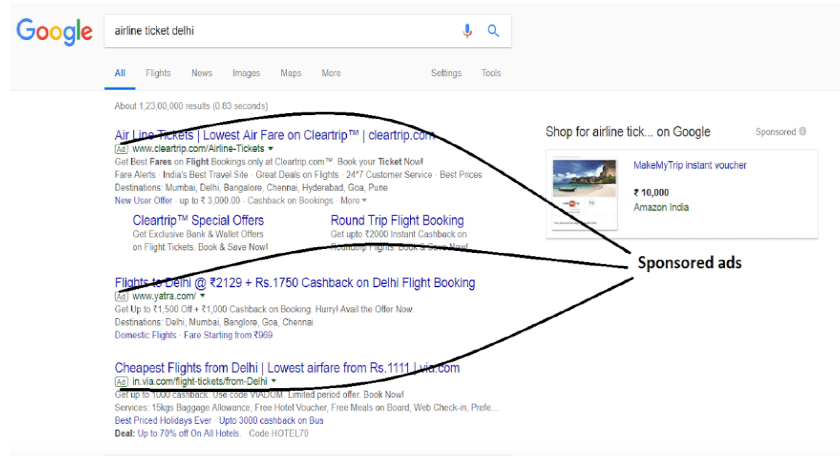 Google
airline ticket delhi
All Flights News Images Maps More Settings Tools
About 1,23,00,000 results (0.83 seconds)
Air Line Tickets | Lowest Air Fare on Cleartrip™ | cleartrip.com
Ad www.cleartrip.com/Airline-Tickets
Get Best Fares on Flight Bookings only at Cleartrip.com™. Book your Ticket Now!
Fare Alerts · India's Best Travel Site · Great Deals on Flights · 24*7 Customer Service · Best Prices
Destinations: Mumbai, Delhi, Bangalore, Chennai, Hyderabad, Goa, Pune
New User Offer - up to ₹ 3,000.00 - Cashback on Bookings · More
Cleartrip™ Special Offers
Get Exclusive Bank & Wallet Offers
on Flight Tickets. Book & Save Now!
Round Trip Flight Booking
Get upto ₹2000 Instant Cashback on
Roundtrip Flights. Book & Save Now!
Flights to Delhi @ ₹2129 + Rs.1750 Cashback on Delhi Flight Booking
Ad www.yatra.com/
Get Up to ₹1,500 Off + ₹1,000 Cashback on Booking. Hurry! Avail the Offer Now.
Destinations: Delhi, Mumbai, Banglore, Goa, Chennai
Domestic Flights · Fare Starting from ₹969
Cheapest Flights from Delhi | Lowest airfare from Rs.1111 | via.com
Ad in.via.com/flight-tickets/from-Delhi
Get up to 1000 cashback. Use code VIADOM. Limited period offer. Book Now!
Services: 15kgs Baggage Allowance, Free Hotel Voucher, Free Meals on Board, Web Check-in, Prefe...
Best Priced Holidays Ever · Upto 3000 cashback on Bus
Deal: Up to 70% off On All Hotels. · Code HOTEL70
Shop for airline tick... on Google Sponsored
MakeMyTrip instant voucher
₹ 10,000
Amazon India
Sponsored ads